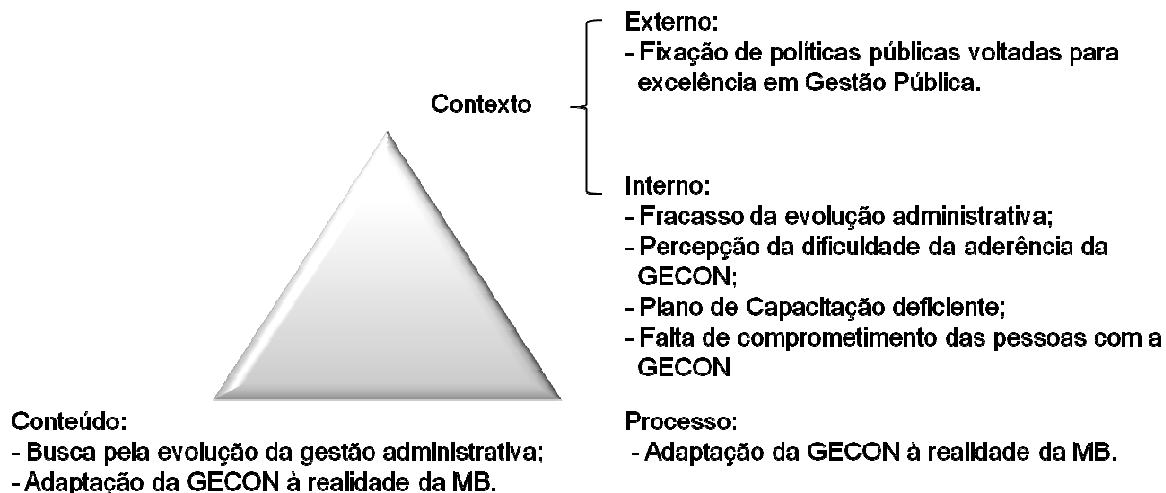 Externo:
- Fixação de políticas públicas voltadas para
excelência em Gestão Pública.
Contexto
Interno:
- Fracasso da evolução administrativa;
- Percepção da dificuldade da aderência da
GECON;
- Plano de Capacitação deficiente;
- Falta de comprometimento das pessoas com a
GECON
Conteúdo:
- Busca pela evolução da gestão administrativa;
- Adaptação da GECON à realidade da MB.
Processo:
- Adaptação da GECON à realidade da MB.